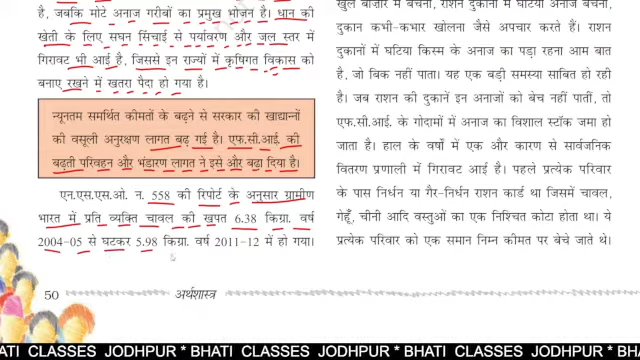 है, जबकि मोटे अनाज गरीबों का प्रमुख भोजन है। धान की
खेती के लिए सघन सिंचाई से पर्यावरण और जल स्तर में
गिरावट भी आई है, जिससे इन राज्यों में कृषिगत विकास को
बनाए रखने में खतरा पैदा हो गया है।
न्यूनतम समर्थित कीमतों के बढ़ने से सरकार की खाद्यान्नों
की वसूली अनुरक्षण लागत बढ़ गई है। एफ.सी.आई. की
बढ़ती परिवहन और भंडारण लागत ने इसे और बढ़ा दिया है।
एन.एस.एस.ओ. न. 558 की रिपोर्ट के अनुसार ग्रामीण
भारत में प्रति व्यक्ति चावल की खपत 6.38 किग्रा. वर्ष
2004-05 से घटकर 5.98 किग्रा. वर्ष 2011-12 में हो गया।
खुले बाज़ार में बेचना, राशन दुकानों में घटिया अनाज बेचना,
दुकान कभी-कभार खोलना जैसे अपचार करते हैं। राशन
दुकानों में घटिया किस्म के अनाज का पड़ा रहना आम बात
है, जो बिक नहीं पाता। यह एक बड़ी समस्या साबित हो रही
है। जब राशन की दुकानें इन अनाजों को बेच नहीं पातीं, तो
एफ.सी.आई. के गोदामों में अनाज का विशाल स्टॉक जमा हो
जाता है। हाल के वर्षों में एक और कारण से सार्वजनिक
वितरण प्रणाली में गिरावट आई है। पहले प्रत्येक परिवार
के पास निर्धन या गैर-निर्धन राशन कार्ड था जिसमें चावल,
गेहूँ, चीनी आदि वस्तुओं का एक निश्चित कोटा होता था। ये
प्रत्येक परिवार को एक समान निम्न कीमत पर बेचे जाते थे।
50 अर्थशास्त्र
HATI CLASSES JODHPUR * BHATI CLASSES JODHPUR * BHATI CLASSES JODHPUR * BHA